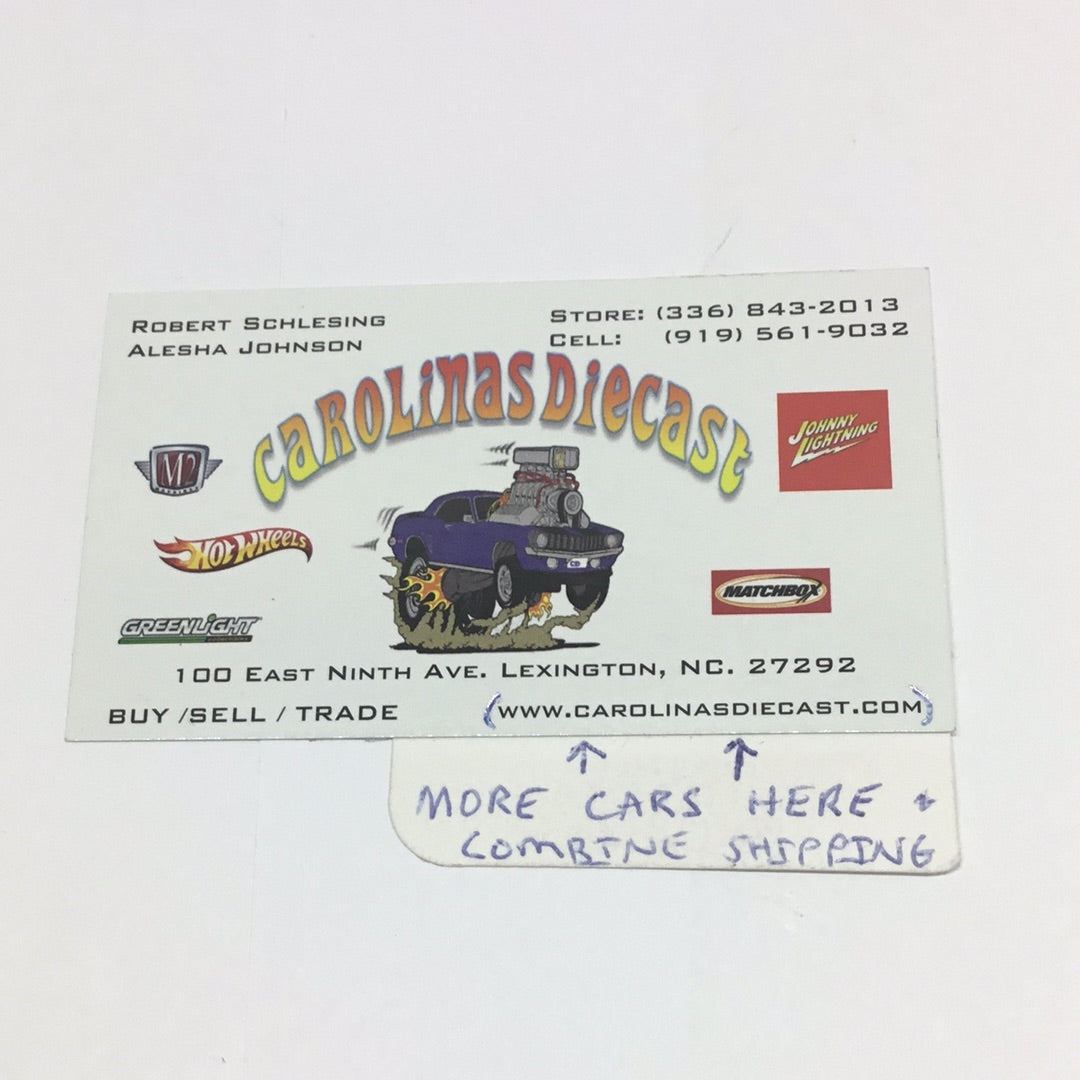 ROBERT SCHLESING
ALESHA JOHNSON
STORE: (336) 843-2013
CELL: (919) 561-9032
CAROLINAS DIECAST
M2
JOHNNY LIGHTNING
HOT WHEELS
MATCHBOX
GREENLIGHT
100 EAST NINTH AVE. LEXINGTON, NC. 27292
BUY /SELL / TRADE
(WWW.CAROLINASDIECAST.COM)
MORE CARS HERE +
COMBINE SHIPPING